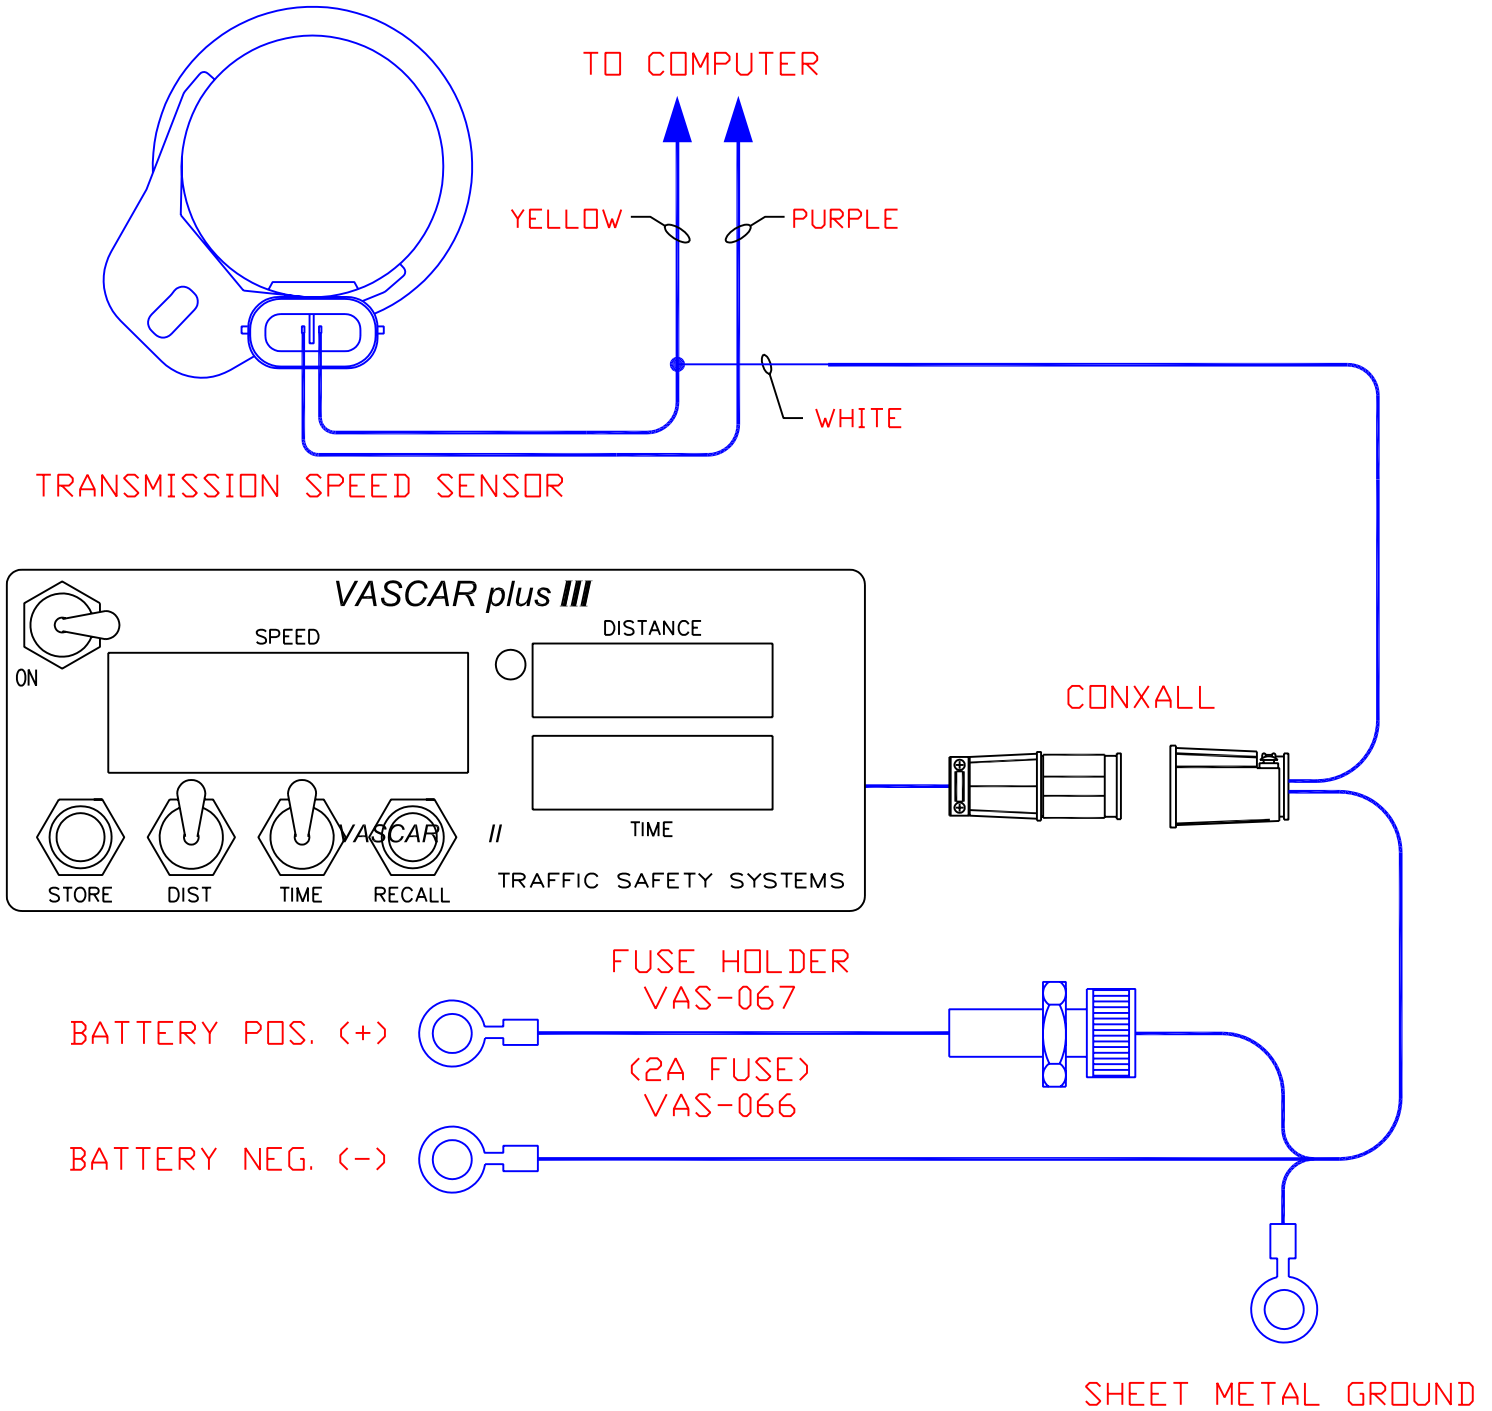 TO COMPUTER
YELLOW
PURPLE
WHITE
TRANSMISSION SPEED SENSOR
VASCAR plus III
SPEED
DISTANCE
ON
CONXALL
TIME
VASCAR II
STORE
DIST
TIME
RECALL
TRAFFIC SAFETY SYSTEMS
FUSE HOLDER
VAS-067
BATTERY POS. (+)
(2A FUSE)
VAS-066
BATTERY NEG. (-)
SHEET METAL GROUND